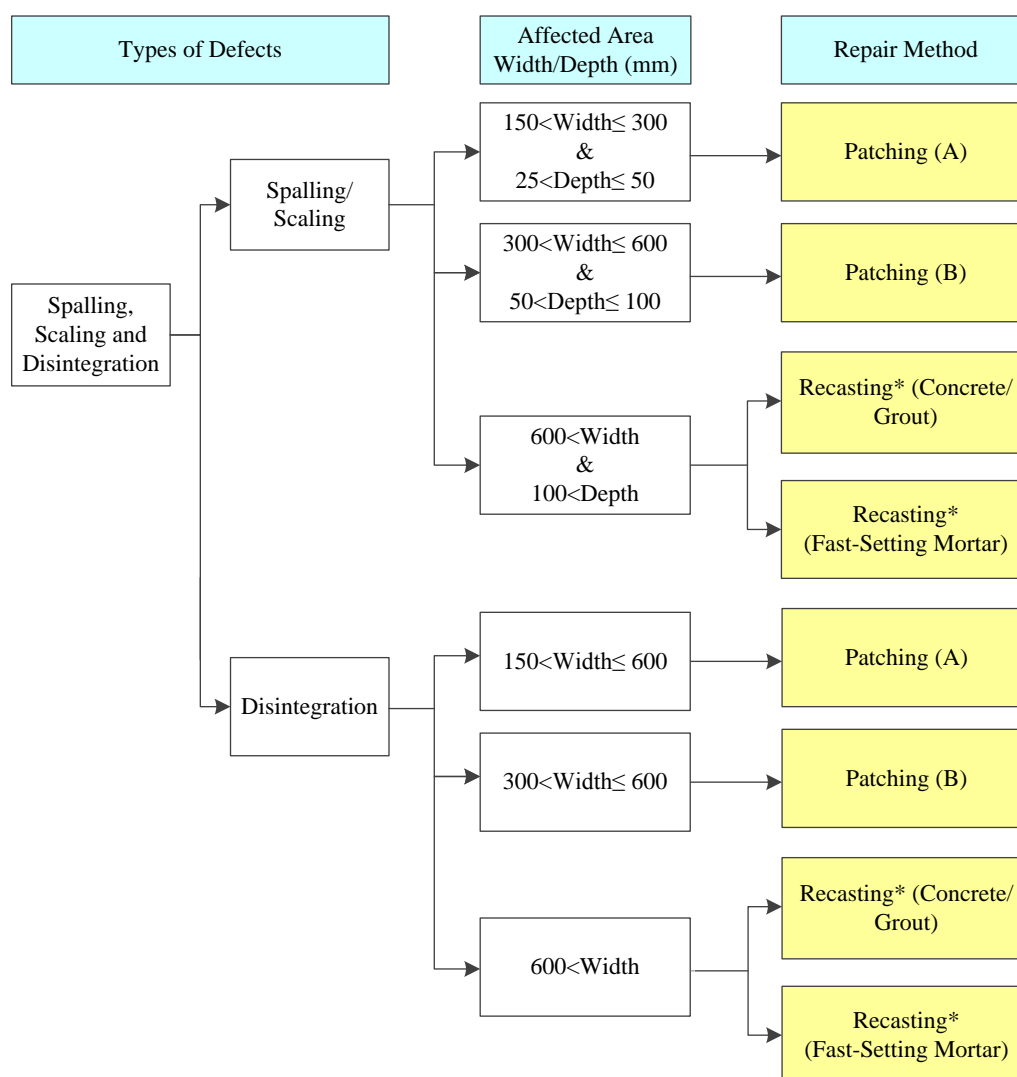 Types of Defects
Affected Area
Width/Depth (mm)
Repair Method
Spalling,
Scaling and
Disintegration
Spalling/
Scaling
150<Width≤ 300
&
25<Depth≤ 50
Patching (A)
300<Width≤ 600
&
50<Depth≤ 100
Patching (B)
600<Width
&
100<Depth
Recasting* (Concrete/
Grout)
Recasting*
(Fast-Setting Mortar)
Disintegration
150<Width≤ 600
Patching (A)
300<Width≤ 600
Patching (B)
600<Width
Recasting* (Concrete/
Grout)
Recasting*
(Fast-Setting Mortar)